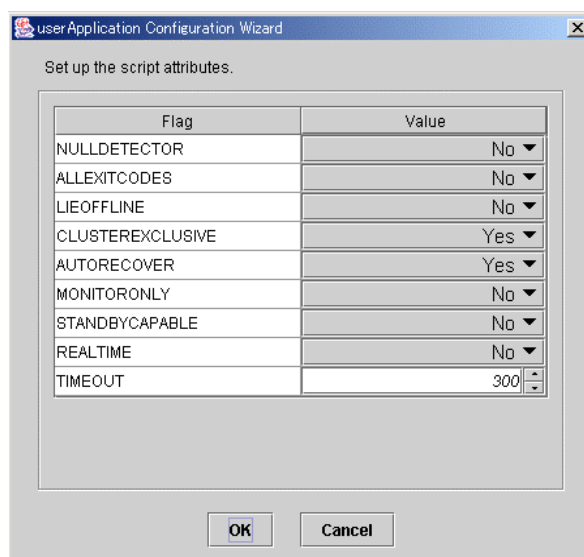 userApplication Configuration Wizard
Set up the script attributes.
Flag Value
NULLDETECTOR No
ALLEXITCODES No
LIEOFFLINE No
CLUSTEREXCLUSIVE Yes
AUTORECOVER Yes
MONITORONLY No
STANDBYCAPABLE No
REALTIME No
TIMEOUT 300
OK Cancel